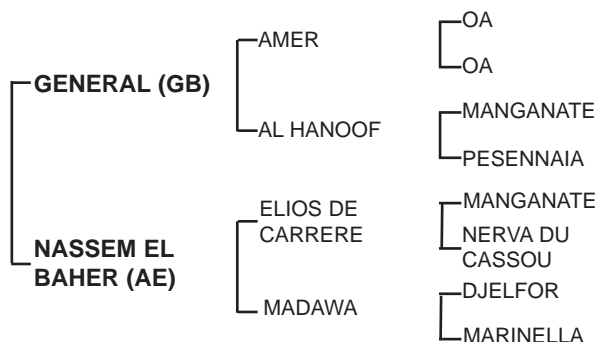 OA
AMER
OA
GENERAL (GB)
MANGANATE
AL HANOOF
PESENNAIA
MANGANATE
ELIOS DE
CARRERE
NERVA DU
CASSOU
NASSEM EL
BAHER (AE)
DJELFOR
MADAWA
MARINELLA